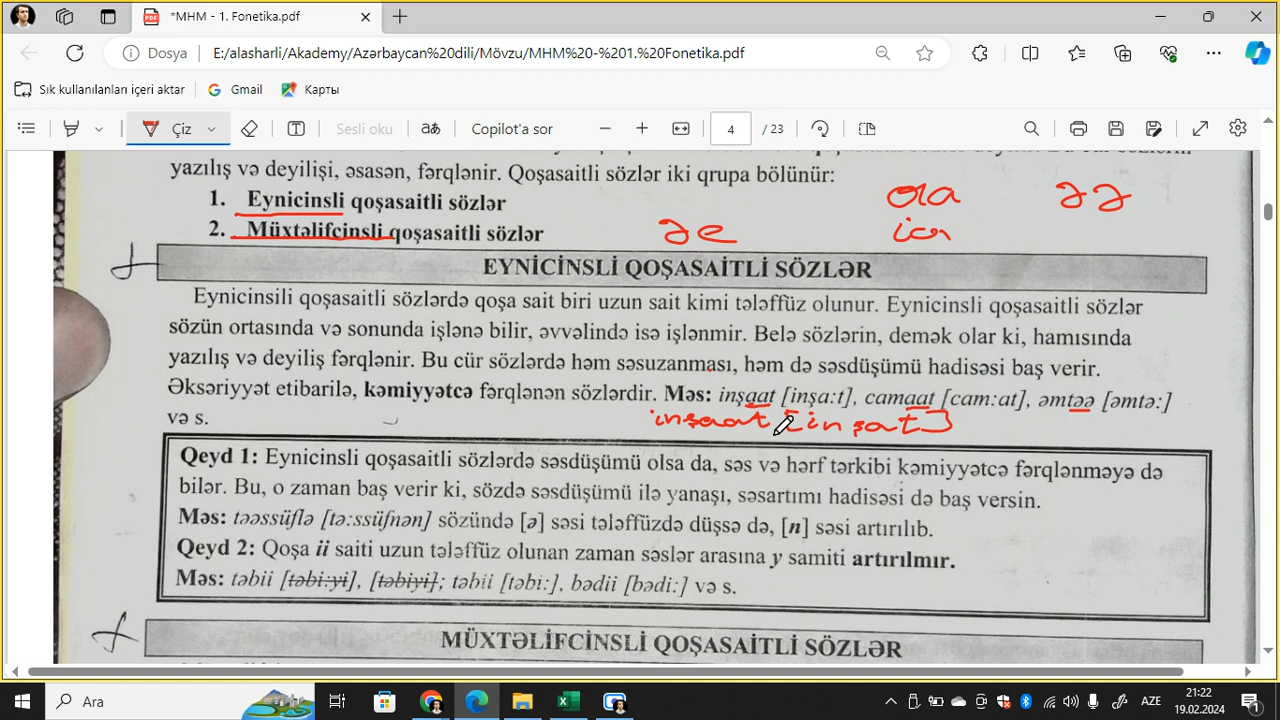 *MHM - 1. Fonetika.pdf
Dosya E:/alasharli/Akademy/Azərbaycan%20dili/Mövzu/MHM%20-%201.%20Fonetika.pdf
Sık kullanılanları içeri aktar Gmail Карты
Çiz aあ Sesli oku Copilot'a sor 4 / 23
yazılış və deyilişi, əsasən, fərqlənir. Qoşasaitli sözlər iki qrupa bölünür:
1. Eynicinsli qoşasaitli sözlər
2. Müxtəlifcinsli qoşasaitli sözlər
əə
əe
ia
EYNİCİNSLİ QOŞASAİTLİ SÖZLƏR
Eynicinsili qoşasaitli sözlərdə qoşa sait biri uzun sait kimi tələffüz olunur. Eynicinsli qoşasaitli sözlər
sözün ortasında və sonunda işlənə bilir, əvvəlində isə işlənmir. Belə sözlərin, demək olar ki, hamısında
yazılış və deyiliş fərqlənir. Bu cür sözlərdə həm səsuzanması, həm də səsdüşümü hadisəsi baş verir.
Əksəriyyət etibarilə, kəmiyyətcə fərqlənən sözlərdir. Məs: inşaat [inşa:t], camaat [cam:at], əmtəə [əmtə:]
və s.
inşaat [inşat]
Qeyd 1: Eynicinsli qoşasaitli sözlərdə səsdüşümü olsa da, səs və hərf tərkibi kəmiyyətcə fərqlənməyə də
bilər. Bu, o zaman baş verir ki, sözdə səsdüşümü ilə yanaşı, səsartımı hadisəsi də baş versin.
Məs: təəssüflə [tə:ssüfnən] sözündə [ə] səsi tələffüzdə düşsə də, [n] səsi artırılıb.
Qeyd 2: Qoşa ii saiti uzun tələffüz olunan zaman səslər arasına y samiti artırılmır.
Məs: təbii [təbi:yi], [təbiyi]; təbii [təbi:], bədii [bədi:] və s.
MÜXTƏLİFCİNSLİ QOŞASAİTLİ SÖZLƏR
Ara
AZE
21:22
19.02.2024